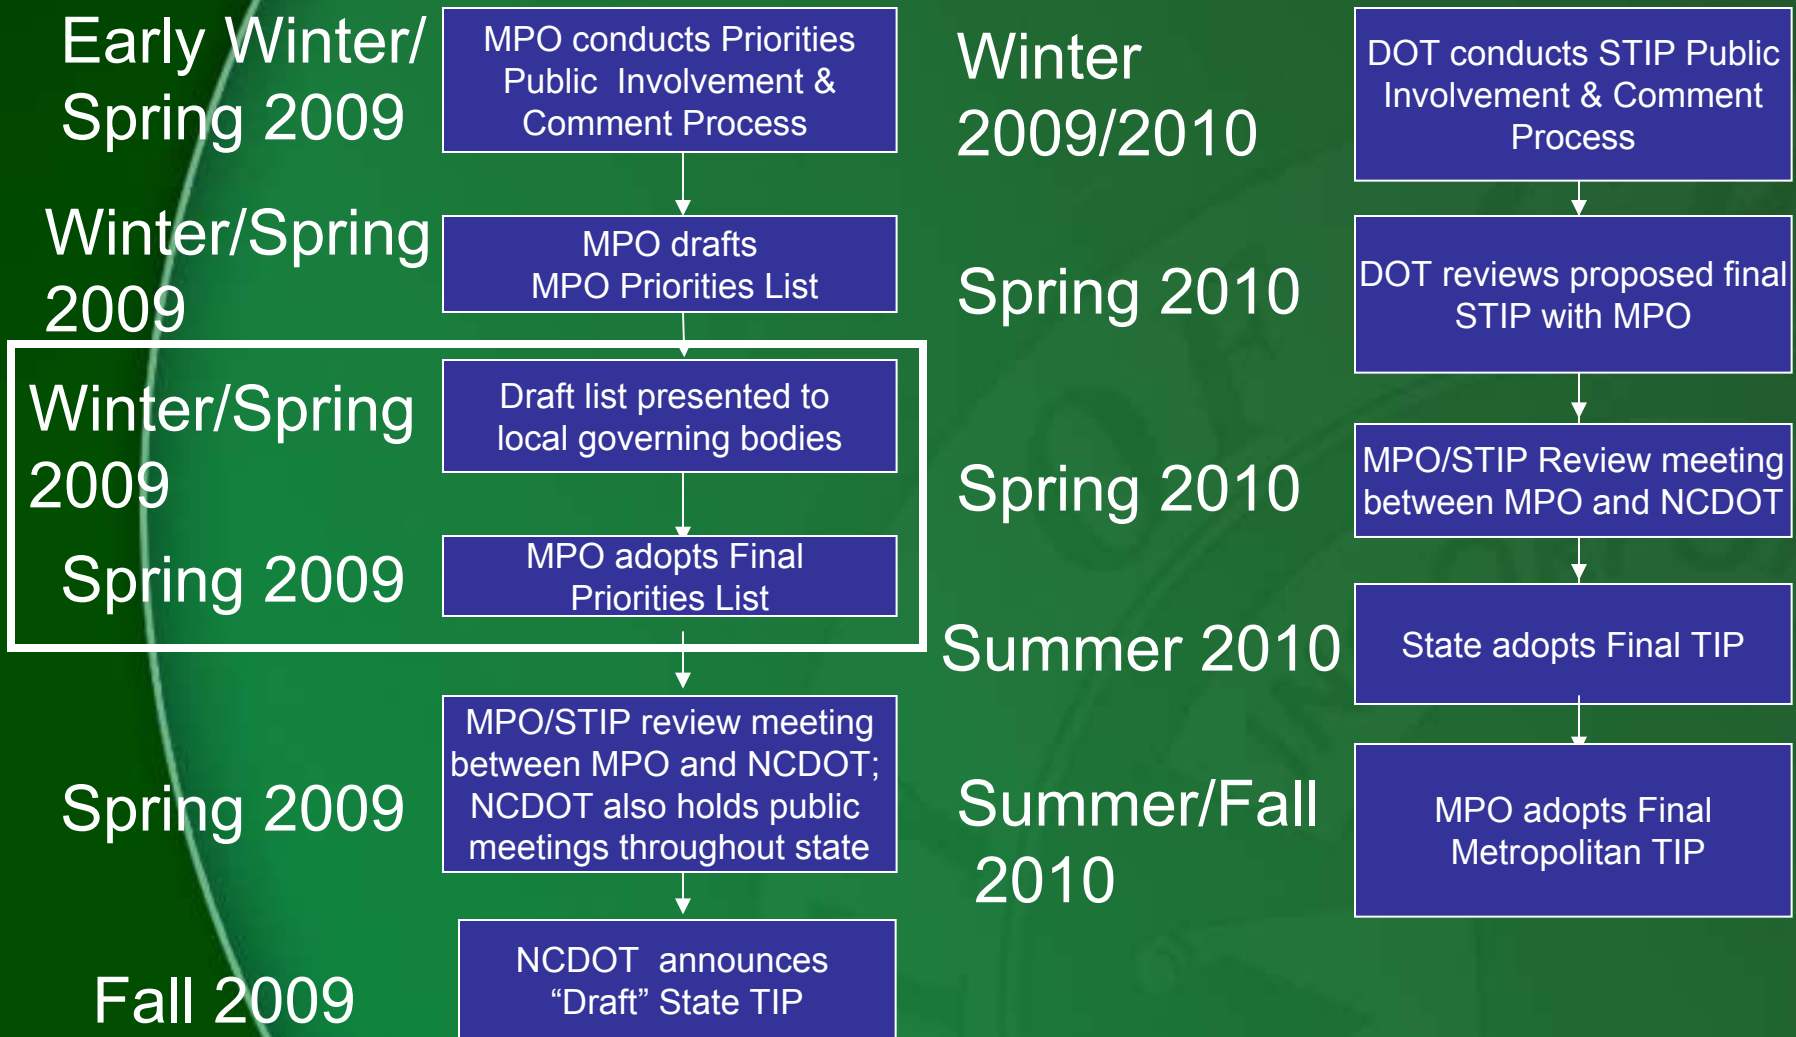 Early Winter/
Spring 2009
MPO conducts Priorities
Public Involvement &
Comment Process
Winter/Spring
2009
MPO drafts
MPO Priorities List
Winter/Spring
2009
Draft list presented to
local governing bodies
Spring 2009
MPO adopts Final
Priorities List
Spring 2009
MPO/STIP review meeting
between MPO and NCDOT;
NCDOT also holds public
meetings throughout state
Fall 2009
NCDOT announces
“Draft” State TIP
Winter
2009/2010
DOT conducts STIP Public
Involvement & Comment
Process
Spring 2010
DOT reviews proposed final
STIP with MPO
Spring 2010
MPO/STIP Review meeting
between MPO and NCDOT
Summer 2010
State adopts Final TIP
Summer/Fall
2010
MPO adopts Final
Metropolitan TIP